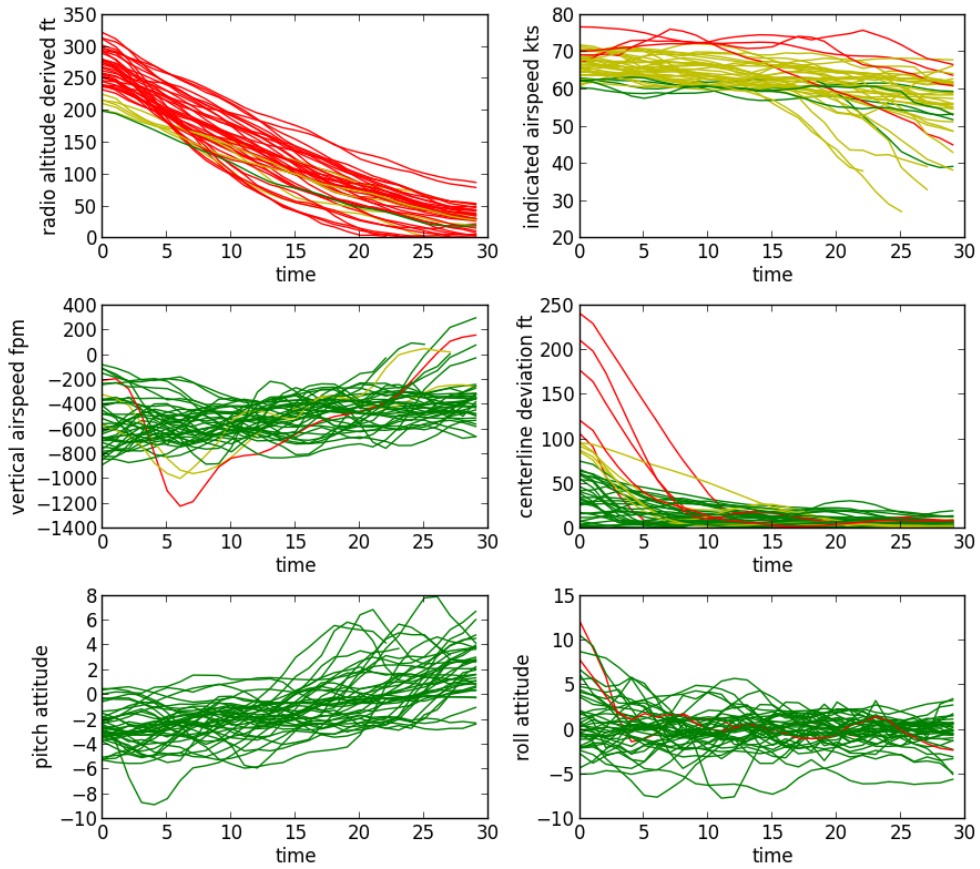 radio altitude derived ft
350
300
250
200
150
100
50
0
0 5 10 15 20 25 30
time
indicated airspeed kts
80
70
60
50
40
30
20
0 5 10 15 20 25 30
time
vertical airspeed fpm
400
200
0
−200
−400
−600
−800
−1000
−1200
−1400
0 5 10 15 20 25 30
time
centerline deviation ft
250
200
150
100
50
0
0 5 10 15 20 25 30
time
pitch attitude
8
6
4
2
0
−2
−4
−6
−8
−10
0 5 10 15 20 25 30
time
roll attitude
15
10
5
0
−5
−10
0 5 10 15 20 25 30
time